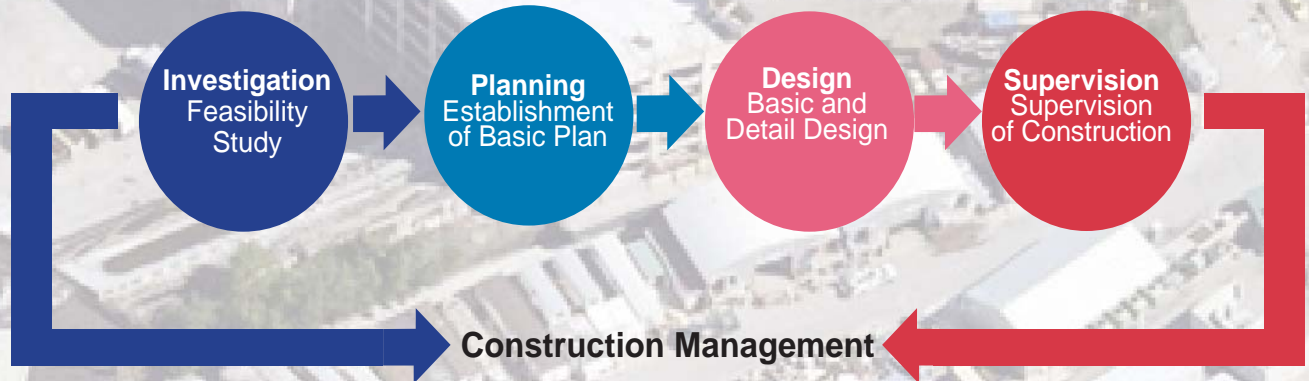 Investigation
Feasibility
Study
Planning
Establishment
of Basic Plan
Design
Basic and
Detail Design
Supervision
Supervision
of Construction
Construction Management